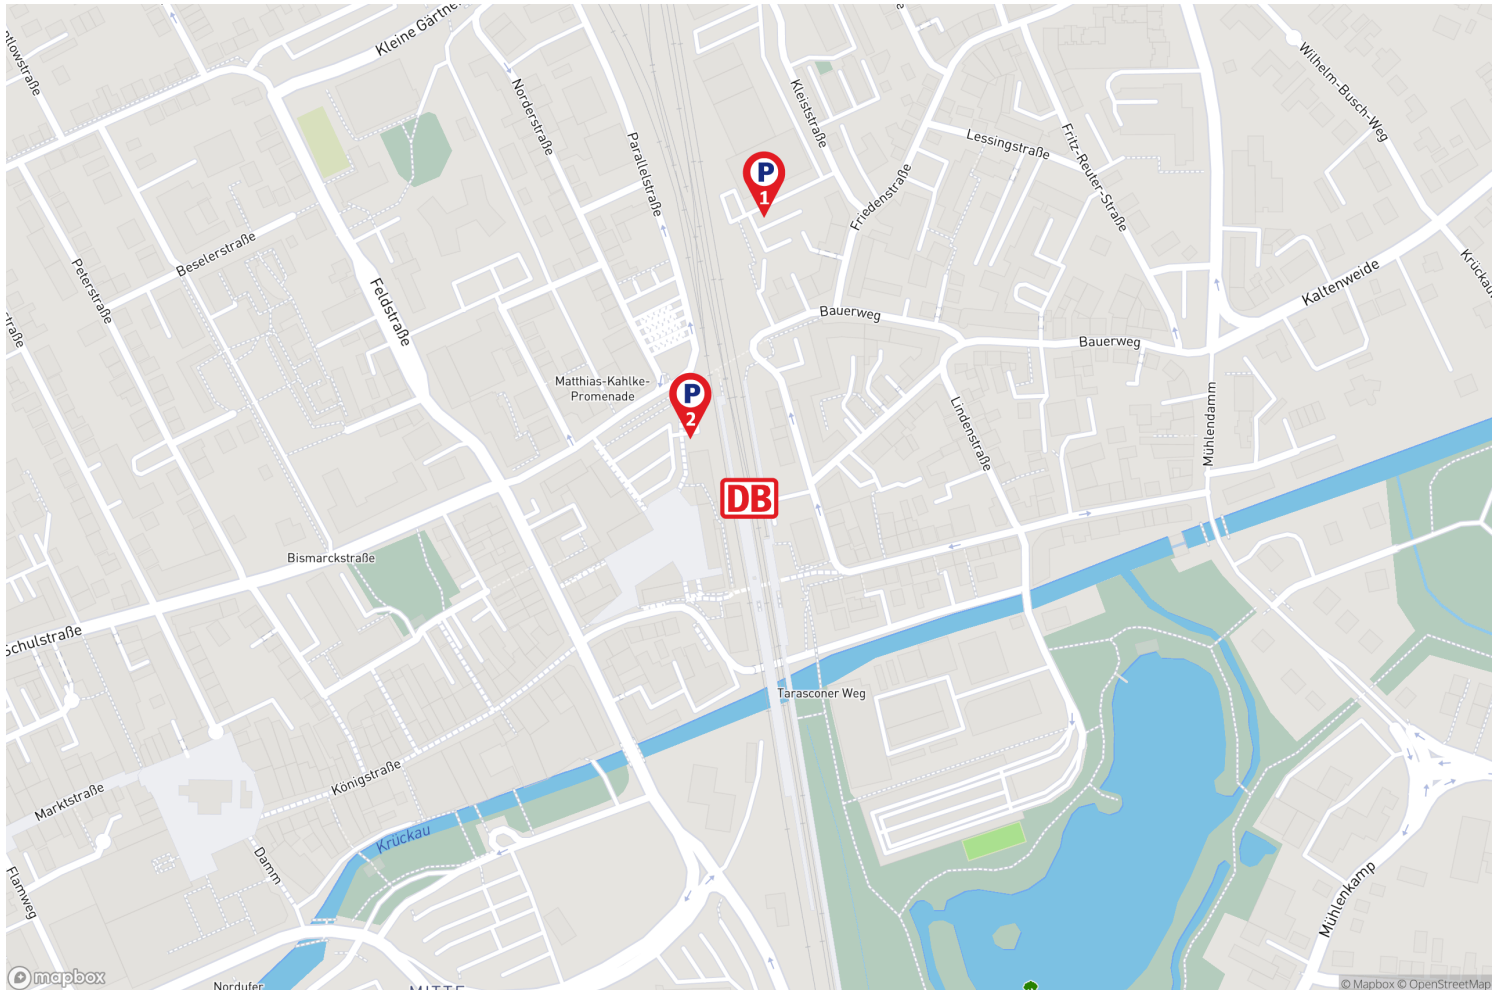 Kleine Gärtne
Wilhelm-Busch-Weg
Norderstraße
Kleiststraße
Parallelstraße
Lessingstraße
Fritz-Reuter-Straße
P
1
Friedenstraße
Beselerstraße
Peterstraße
Feldstraße
Kaltenweide
Krückau
Bauerweg
Bauerweg
Matthias-Kahlke-
Promenade
P
2
Lindenstraße
Mühlendamm
DB
Bismarckstraße
Schulstraße
Tarasconer Weg
Königstraße
Marktstraße
Krückau
Damm
Flamweg
Mühlenkamp
Nordufer
MITTE
mapbox
© Mapbox © OpenStreetMap